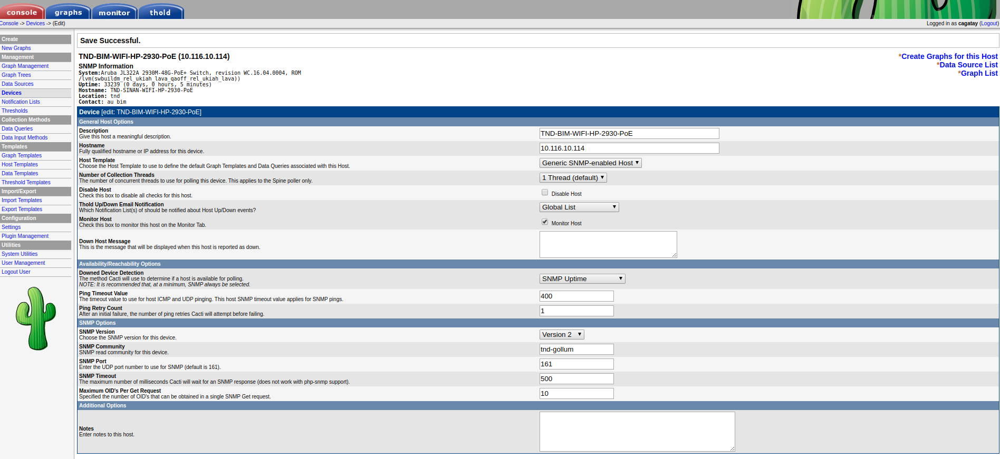 console graphs monitor thold
Console -> Devices -> (Edit)
Logged in as cagatay (Logout)
Create
New Graphs
Management
Graph Management
Graph Trees
Data Sources
Devices
Notification Lists
Thresholds
Collection Methods
Data Queries
Data Input Methods
Templates
Graph Templates
Host Templates
Data Templates
Threshold Templates
Import/Export
Import Templates
Export Templates
Configuration
Settings
Plugin Management
Utilities
System Utilities
User Management
Logout User
Save Successful.
TND-BIM-WIFI-HP-2930-PoE (10.116.10.114)
*Create Graphs for this Host
*Data Source List
*Graph List
SNMP Information
System:Aruba JL322A 2930M-48G-PoE+ Switch, revision WC.16.04.0004, ROM
/lvm(swbuildm_rel_ukiah_lava_qaoff_rel_ukiah_lava))
Uptime: 33239 (0 days, 0 hours, 5 minutes)
Hostname: TND-SINAN-WIFI-HP-2930-PoE
Location: tnd
Contact: au bim
Device [edit: TND-BIM-WIFI-HP-2930-PoE]
General Host Options
Description
Give this host a meaningful description.
TND-BIM-WIFI-HP-2930-PoE
Hostname
Fully qualified hostname or IP address for this device.
10.116.10.114
Host Template
Choose the Host Template to use to define the default Graph Templates and Data Queries associated with this Host.
Generic SNMP-enabled Host
Number of Collection Threads
The number of concurrent threads to use for polling this device. This applies to the Spine poller only.
1 Thread (default)
Disable Host
Check this box to disable all checks for this host.
Disable Host
Thold Up/Down Email Notification
Which Notification List(s) of should be notified about Host Up/Down events?
Global List
Monitor Host
Check this box to monitor this host on the Monitor Tab.
Monitor Host
Down Host Message
This is the message that will be displayed when this host is reported as down.
Availability/Reachability Options
Downed Device Detection
The method Cacti will use to determine if a host is available for polling.
NOTE: It is recommended that, at a minimum, SNMP always be selected.
SNMP Uptime
Ping Timeout Value
The timeout value to use for host ICMP and UDP pinging. This host SNMP timeout value applies for SNMP pings.
400
Ping Retry Count
After an initial failure, the number of ping retries Cacti will attempt before failing.
1
SNMP Options
SNMP Version
Choose the SNMP version for this device.
Version 2
SNMP Community
SNMP read community for this device.
tnd-gollum
SNMP Port
Enter the UDP port number to use for SNMP (default is 161).
161
SNMP Timeout
The maximum number of milliseconds Cacti will wait for an SNMP response (does not work with php-snmp support).
500
Maximum OID's Per Get Request
Specified the number of OID's that can be obtained in a single SNMP Get request.
10
Additional Options
Notes
Enter notes to this host.